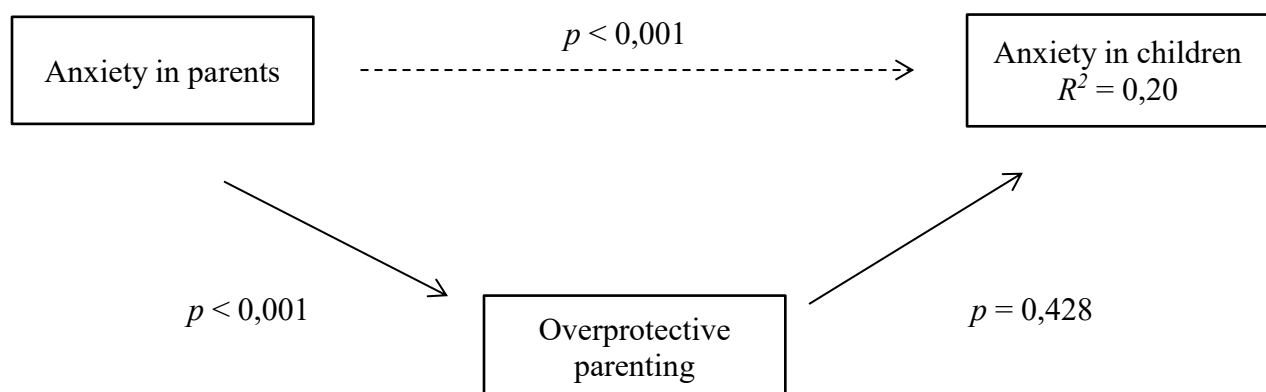 p < 0,001
Anxiety in parents
Anxiety in children
R² = 0,20
p < 0,001
Overprotective
parenting
p = 0,428